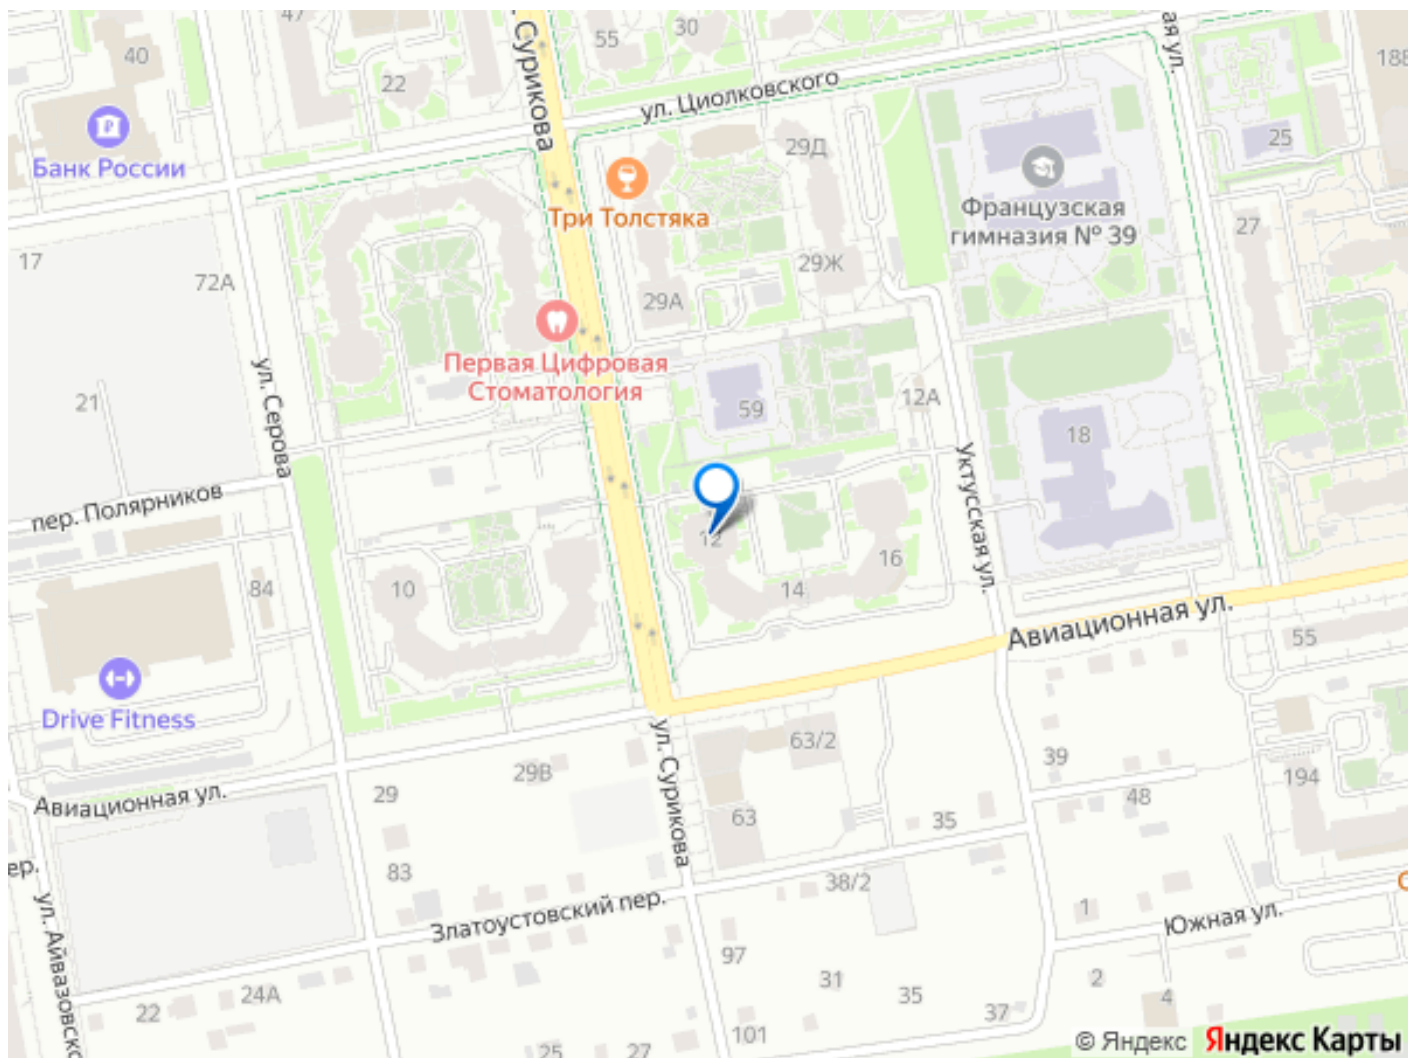 47
40
22
55
30
ая ул.
18В
Сурикова
ул. Циолковского
Банк России
29Д
25
Три Толстяка
Французская
гимназия № 39
27
17
72А
29А
29Ж
Первая Цифровая
Стоматология
21
ул. Серова
59
12А
18
пер. Полярников
Уктусская ул.
12
16
84
10
14
Авиационная ул.
55
Drive Fitness
ул. Сурикова
63/2
29В
39
194
Авиационная ул.
29
48
63
35
ер.
83
38/2
ул. Айвазовско
Златоустовский пер.
1
Южная ул.
97
24А
22
31
35
37
2
4
101
25
27
© Яндекс Яндекс Карты